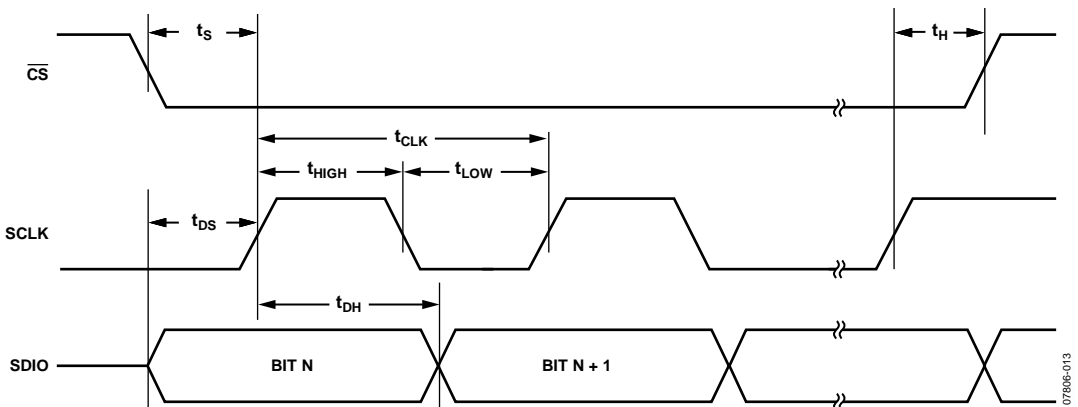 tS
tH
CS
tCLK
tHIGH
tLOW
tDS
SCLK
tDH
SDIO
BIT N
BIT N + 1
07806-013